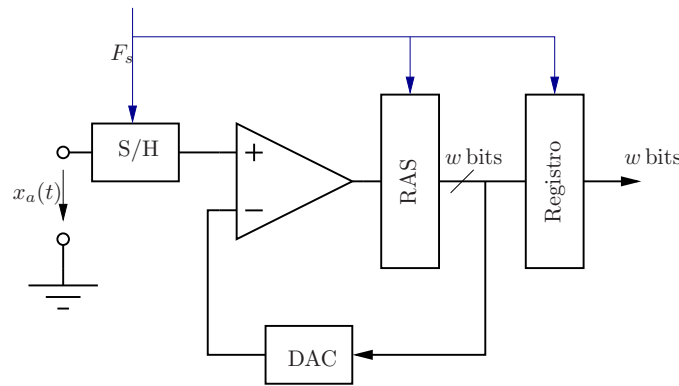 F_s
S/H
+
x_a(t)
−
RAS
w bits
Registro
w bits
DAC